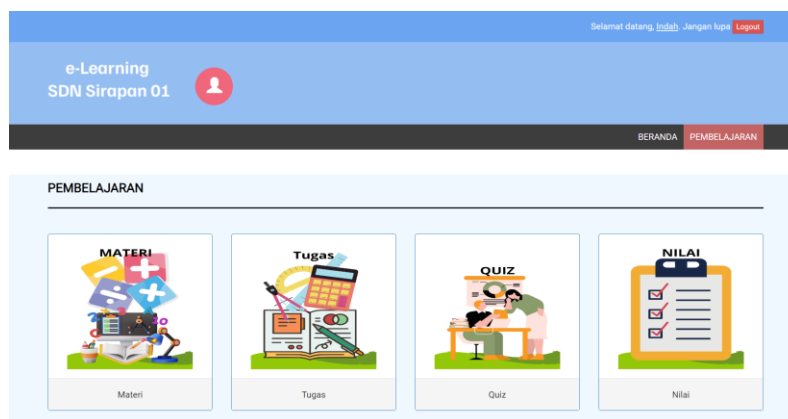 Selamat datang, Indah. Jangan lupa Logout
e-Learning
SDN Sirapan 01
BERANDA PEMBELAJARAN
PEMBELAJARAN
MATERI Tugas QUIZ NILAI
Materi Tugas Quiz Nilai